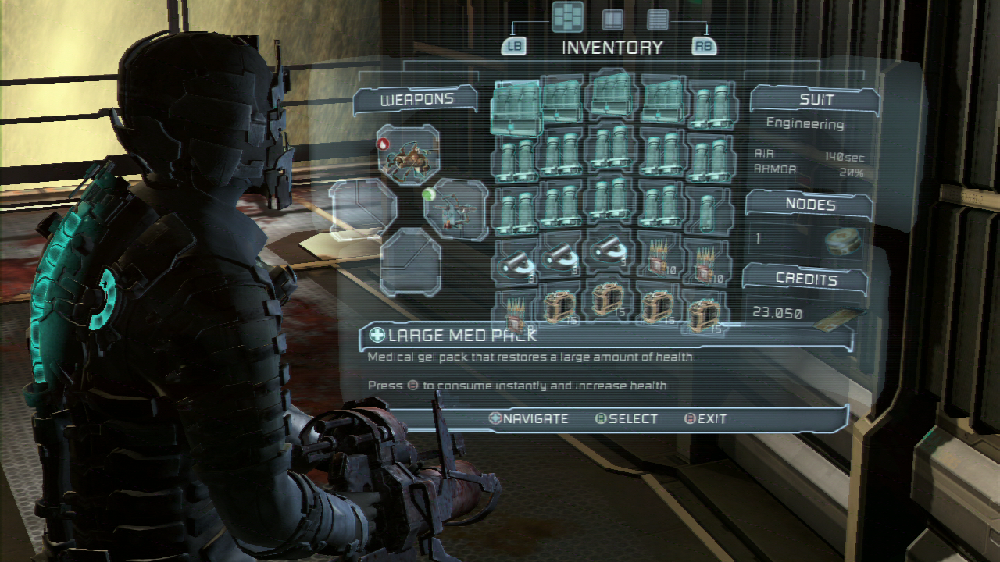 LB INVENTORY RB
WEAPONS
SUIT
Engineering
AIR 140sec
ARMOR 20%
NODES
1
CREDITS
23,050
3 3 3 10 10
15 15 15 15
LARGE MED PACK
Medical gel pack that restores a large amount of health.
Press B to consume instantly and increase health.
NAVIGATE A SELECT B EXIT